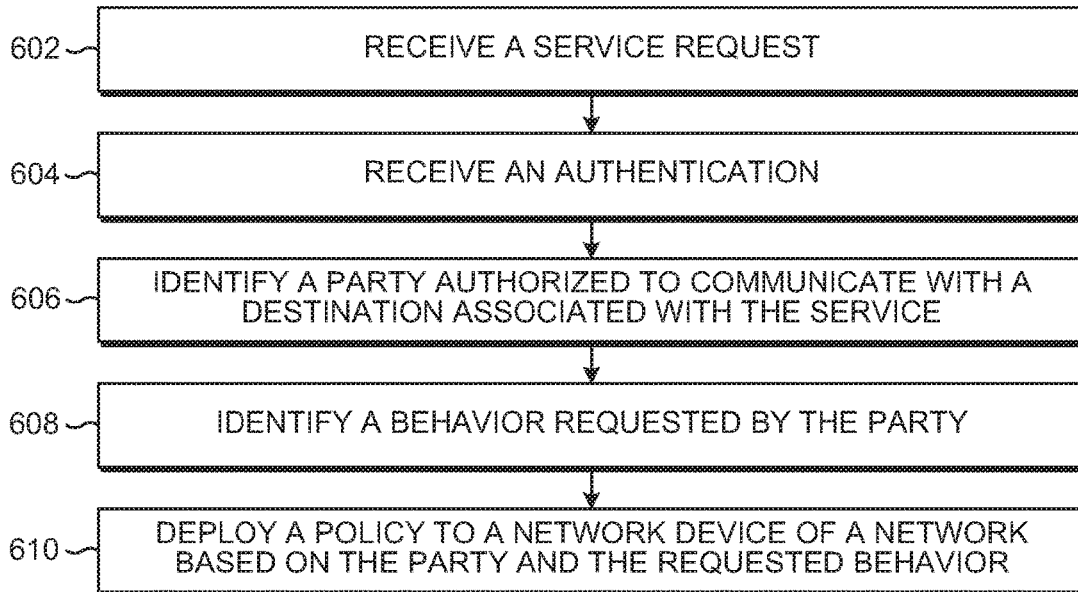 602
RECEIVE A SERVICE REQUEST
604
RECEIVE AN AUTHENTICATION
606
IDENTIFY A PARTY AUTHORIZED TO COMMUNICATE WITH A
DESTINATION ASSOCIATED WITH THE SERVICE
608
IDENTIFY A BEHAVIOR REQUESTED BY THE PARTY
610
DEPLOY A POLICY TO A NETWORK DEVICE OF A NETWORK
BASED ON THE PARTY AND THE REQUESTED BEHAVIOR